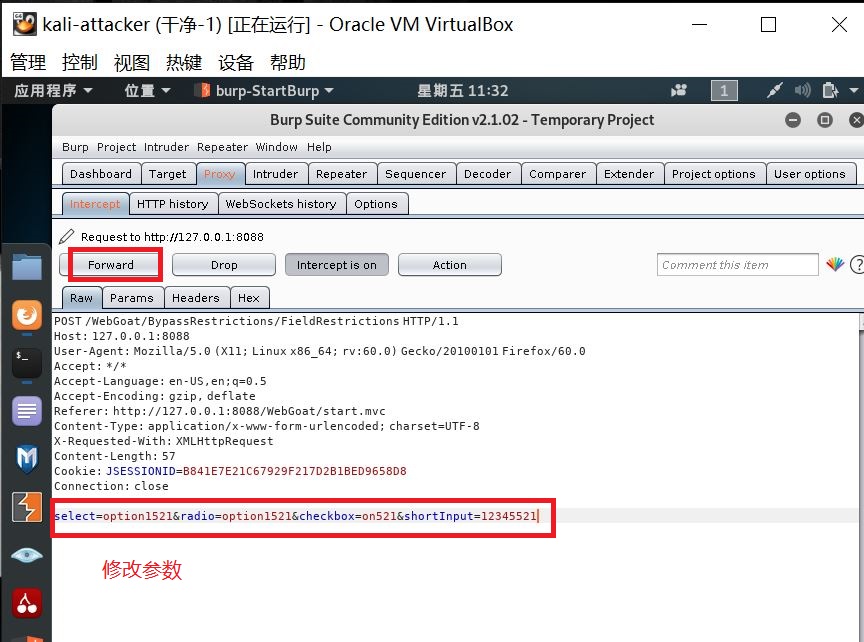 kali-attacker (干净-1) [正在运行] - Oracle VM VirtualBox
管理 控制 视图 热键 设备 帮助
应用程序 位置 burp-StartBurp 星期五 11:32 1
Burp Suite Community Edition v2.1.02 - Temporary Project
Burp Project Intruder Repeater Window Help
Dashboard Target Proxy Intruder Repeater Sequencer Decoder Comparer Extender Project options User options
Intercept HTTP history WebSockets history Options
Request to http://127.0.0.1:8088
Forward Drop Intercept is on Action Comment this item ?
Raw Params Headers Hex
POST /WebGoat/BypassRestrictions/FieldRestrictions HTTP/1.1
Host: 127.0.0.1:8088
User-Agent: Mozilla/5.0 (X11; Linux x86_64; rv:60.0) Gecko/20100101 Firefox/60.0
Accept: */*
Accept-Language: en-US,en;q=0.5
Accept-Encoding: gzip, deflate
Referer: http://127.0.0.1:8088/WebGoat/start.mvc
Content-Type: application/x-www-form-urlencoded; charset=UTF-8
X-Requested-With: XMLHttpRequest
Content-Length: 57
Cookie: JSESSIONID=B841E7E21C67929F217D2B1BED9658D8
Connection: close
select=option1521&radio=option1521&checkbox=on521&shortInput=12345521
修改参数